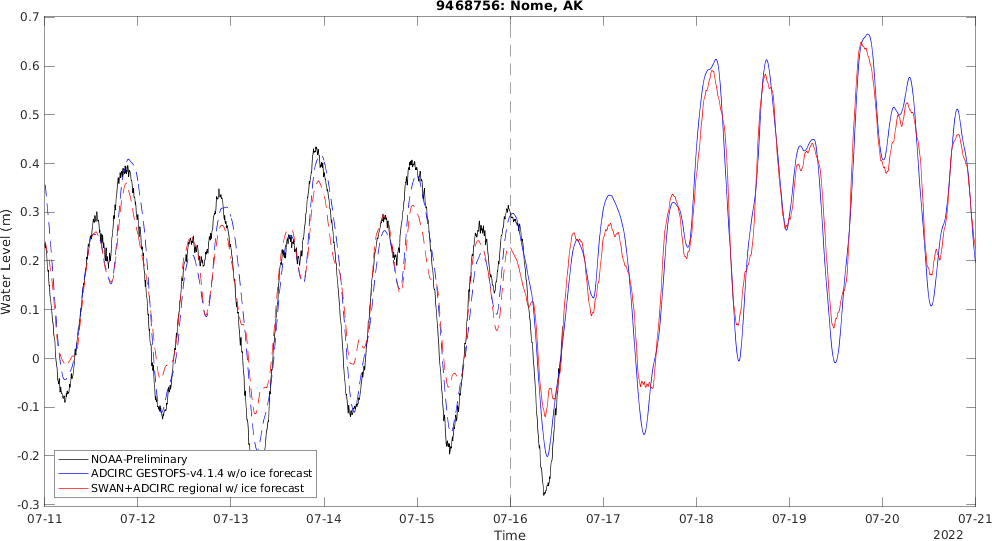 9468756: Nome, AK
0.7
0.6
0.5
0.4
0.3
0.2
0.1
0
-0.1
-0.2
-0.3
Water Level (m)
NOAA-Preliminary
ADCIRC GESTOFS-v4.1.4 w/o ice forecast
SWAN+ADCIRC regional w/ ice forecast
07-11 07-12 07-13 07-14 07-15 07-16 07-17 07-18 07-19 07-20 07-21
Time
2022